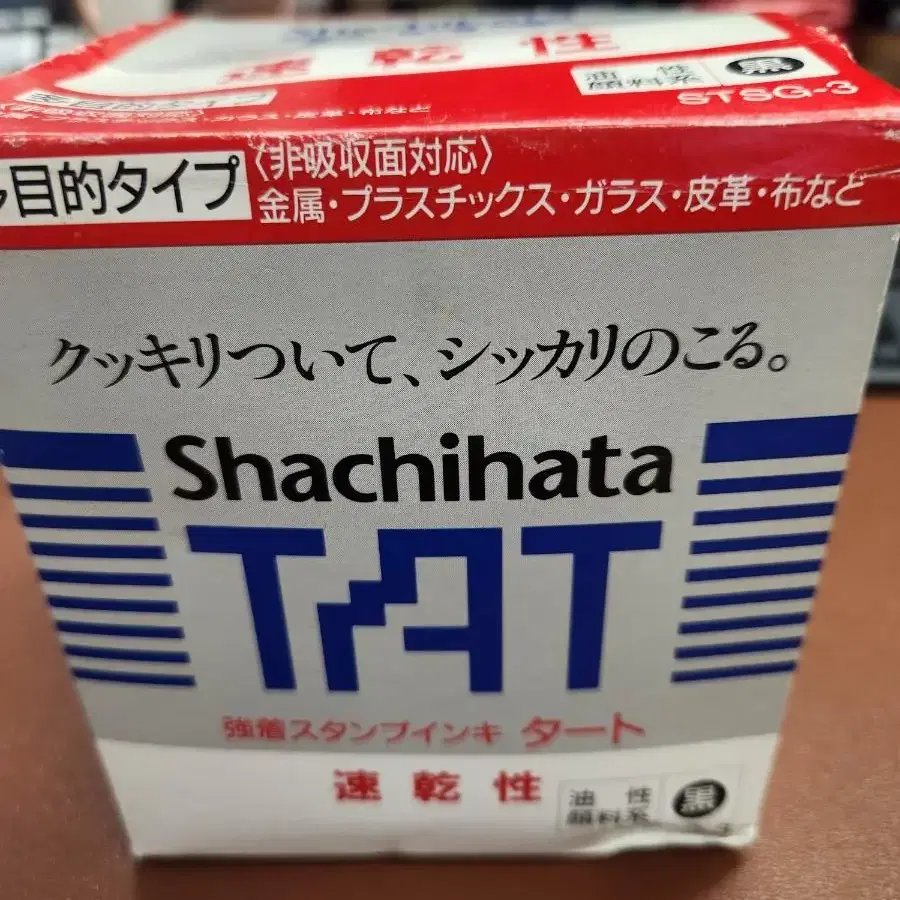 速乾性
油性
顔料系
黒
STSG-3
多目的タイプ
〈非吸収面対応〉
金属・プラスチックス・ガラス・皮革・布など
クッキリついて、シッカリのこる。
Shachihata
TAT
強着スタンプインキ タート
速乾性
油性
顔料系
黒